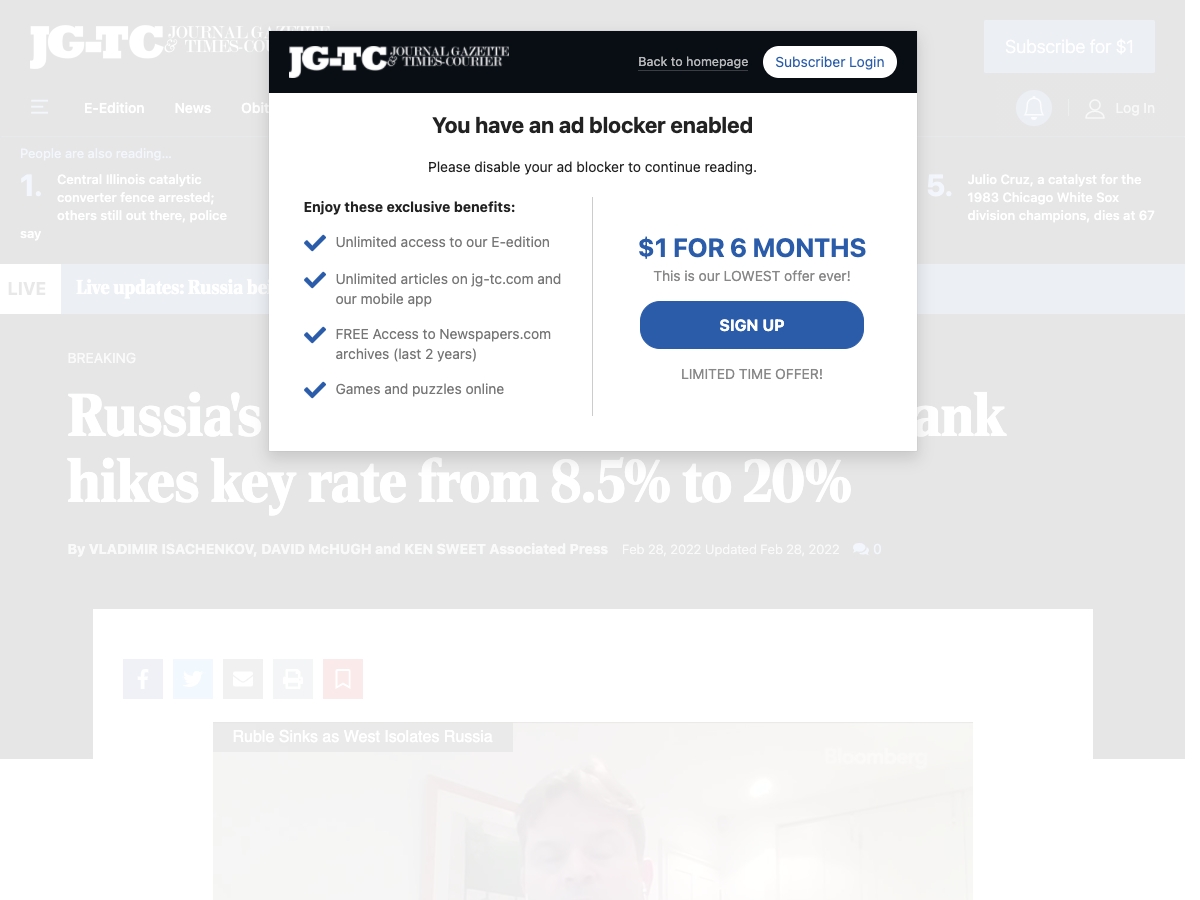 JG-TC JOURNAL GAZETTE
& TIMES-COU
Subscribe for $1
E-Edition
News
Obit
Log In
People are also reading...
1.
Central Illinois catalytic
converter fence arrested;
others still out there, police
say
5.
Julio Cruz, a catalyst for the
1983 Chicago White Sox
division champions, dies at 67
LIVE
Live updates: Russia be
JG-TC JOURNAL GAZETTE
& TIMES-COURIER
Back to homepage
Subscriber Login
You have an ad blocker enabled
Please disable your ad blocker to continue reading.
Enjoy these exclusive benefits:
Unlimited access to our E-edition
Unlimited articles on jg-tc.com and
our mobile app
FREE Access to Newspapers.com
archives (last 2 years)
Games and puzzles online
$1 FOR 6 MONTHS
This is our LOWEST offer ever!
SIGN UP
LIMITED TIME OFFER!
BREAKING
Russia's ank
hikes key rate from 8.5% to 20%
By VLADIMIR ISACHENKOV, DAVID McHUGH and KEN SWEET Associated Press
Feb 28, 2022 Updated Feb 28, 2022
0
Ruble Sinks as West Isolates Russia
Bloomberg